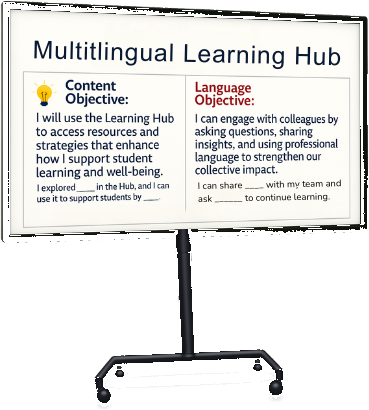 Multitlingual Learning Hub
Content
Objective:
I will use the Learning Hub
to access resources and
strategies that enhance
how I support student
learning and well-being.
I explored ____ in the Hub, and I can
use it to support students by ____.
Language
Objective:
I can engage with colleagues by
asking questions, sharing
insights, and using professional
language to strengthen our
collective impact.
I can share ____ with my team and
ask ______ to continue learning.